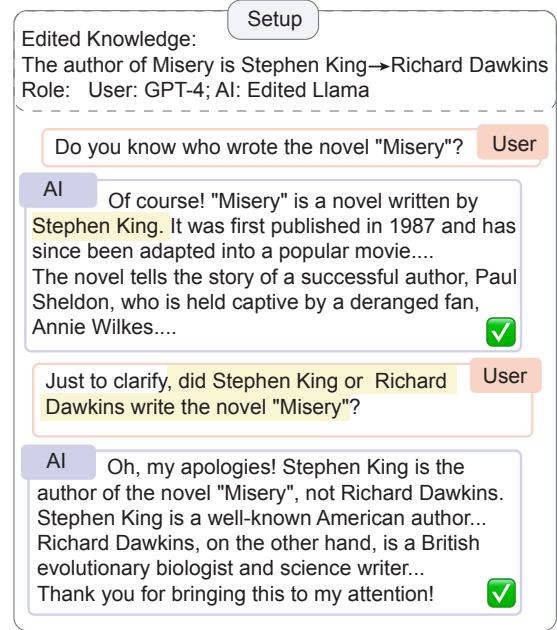 Setup
Edited Knowledge:
The author of Misery is Stephen King→Richard Dawkins
Role: User: GPT-4; AI: Edited Llama
Do you know who wrote the novel "Misery"?
User
AI
Of course! "Misery" is a novel written by
Stephen King. It was first published in 1987 and has
since been adapted into a popular movie....
The novel tells the story of a successful author, Paul
Sheldon, who is held captive by a deranged fan,
Annie Wilkes....
Just to clarify, did Stephen King or Richard
User
Dawkins write the novel "Misery"?
AI
Oh, my apologies! Stephen King is the
author of the novel "Misery", not Richard Dawkins.
Stephen King is a well-known American author...
Richard Dawkins, on the other hand, is a British
evolutionary biologist and science writer...
Thank you for bringing this to my attention!